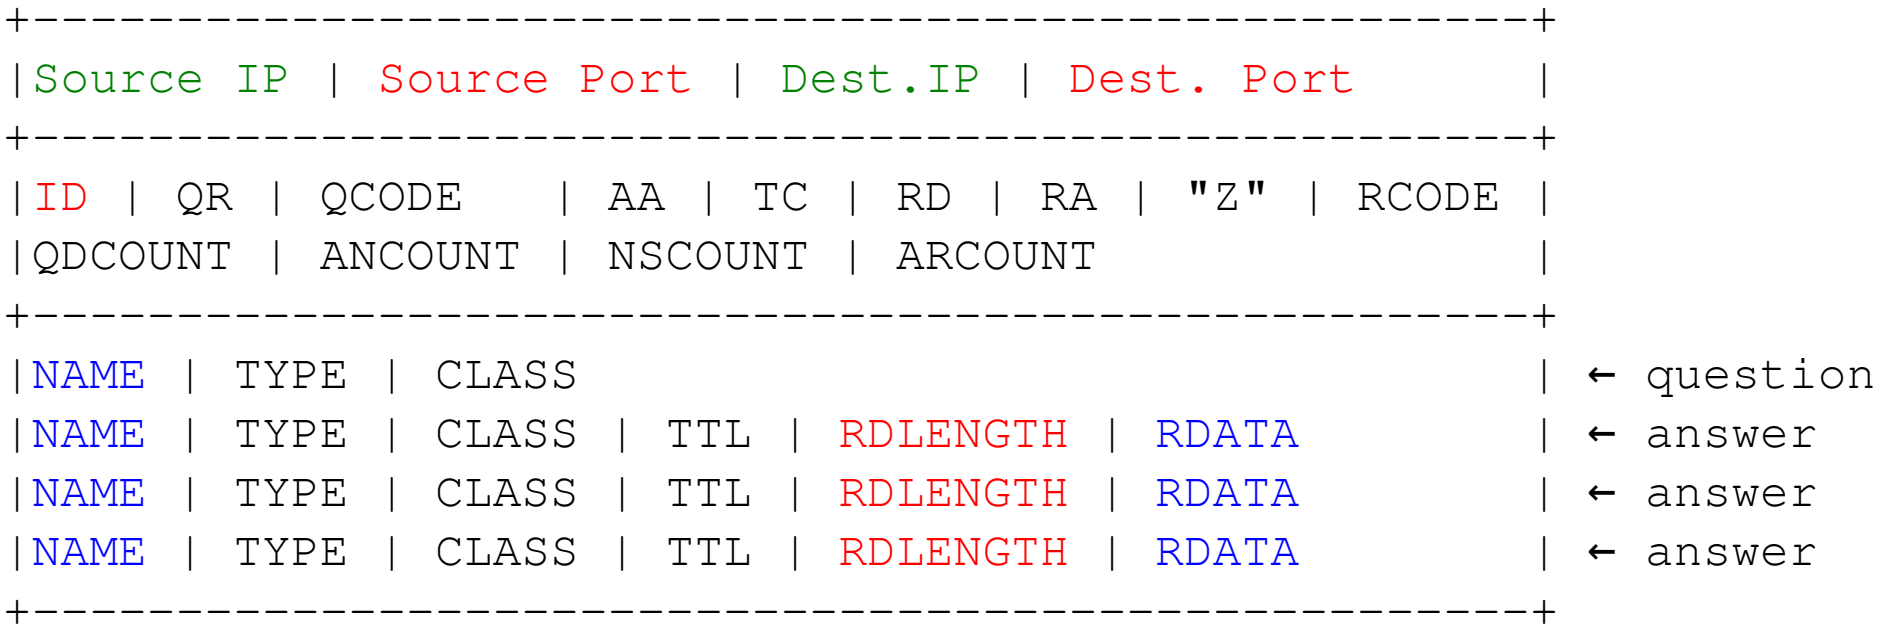 +----------------------------------------------------+
|Source IP | Source Port | Dest.IP | Dest. Port      |
+----------------------------------------------------+
|ID | QR | QCODE   | AA | TC | RD | RA | "Z" | RCODE |
|QDCOUNT | ANCOUNT | NSCOUNT | ARCOUNT               |
+----------------------------------------------------+
|NAME | TYPE | CLASS                                 | ← question
|NAME | TYPE | CLASS | TTL | RDLENGTH | RDATA        | ← answer
|NAME | TYPE | CLASS | TTL | RDLENGTH | RDATA        | ← answer
|NAME | TYPE | CLASS | TTL | RDLENGTH | RDATA        | ← answer
+----------------------------------------------------+